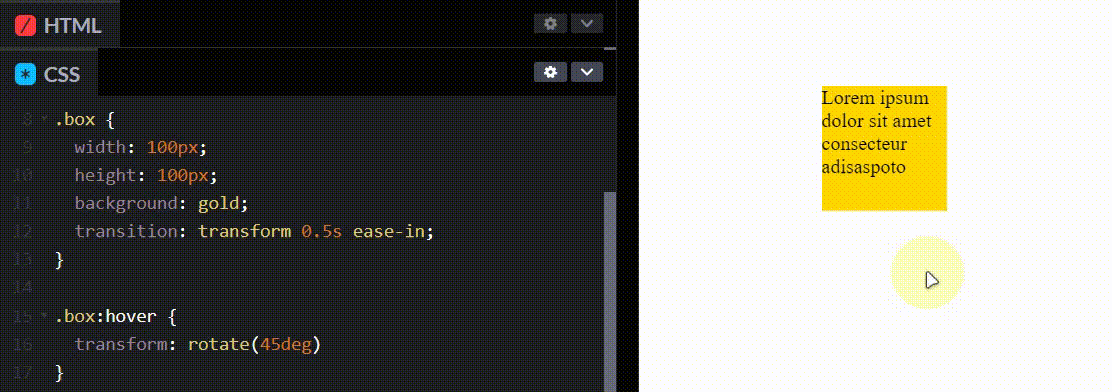 HTML
CSS
8 .box {
9 width: 100px;
10 height: 100px;
11 background: gold;
12 transition: transform 0.5s ease-in;
13 }
14
15 .box:hover {
16 transform: rotate(45deg)
17 }
Lorem ipsum
dolor sit amet
consecteur
adisaspoto